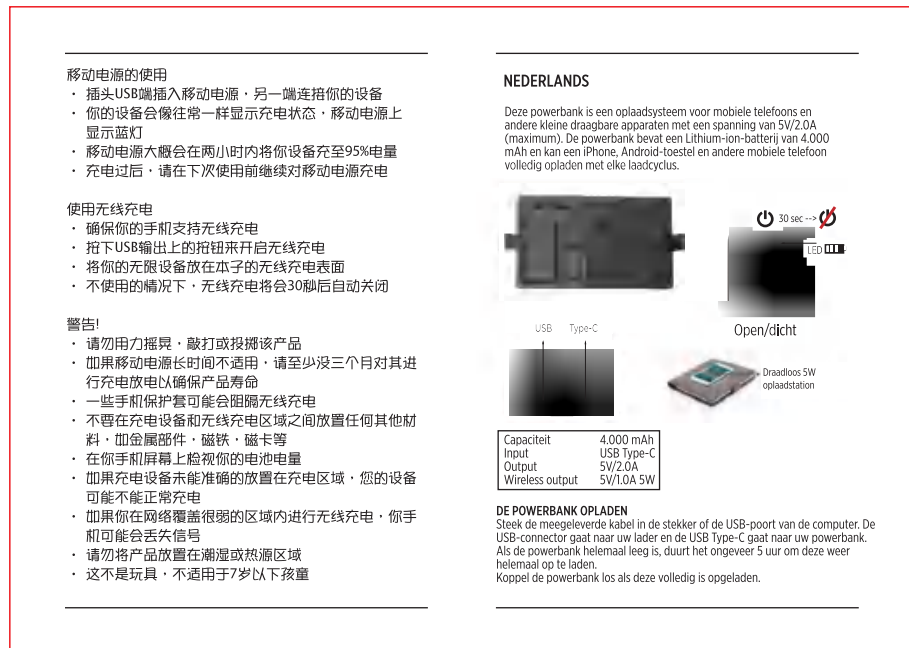 移动电源的使用
· 插头USB端插入移动电源,另一端连接你的设备
· 你的设备会像往常一样显示充电状态,移动电源上
显示蓝灯
· 移动电源大概会在两小时内将你设备充至95%电量
· 充电过后,请在下次使用前继续对移动电源充电
使用无线充电
· 确保你的手机支持无线充电
· 按下USB输出上的按钮来开启无线充电
· 将你的无限设备放在本子的无线充电表面
· 不使用的情况下,无线充电将会30秒后自动关闭
警告!
· 请勿用力摇晃,敲打或投掷该产品
· 如果移动电源长时间不适用,请至少没三个月对其进
行充电放电以确保产品寿命
· 一些手机保护套可能会阻隔无线充电
· 不要在充电设备和无线充电区域之间放置任何其他材
料,如金属部件,磁铁,磁卡等
· 在你手机屏幕上检视你的电池电量
· 如果充电设备未能准确的放置在充电区域,您的设备
可能不能正常充电
· 如果你在网络覆盖很弱的区域内进行无线充电,你手
机可能会丢失信号
· 请勿将产品放置在潮湿或热源区域
· 这不是玩具,不适用于7岁以下孩童
NEDERLANDS
Deze powerbank is een oplaadsysteem voor mobiele telefoons en
andere kleine draagbare apparaten met een spanning van 5V/2.0A
(maximum). De powerbank bevat een Lithium-ion-batterij van 4.000
mAh en kan een iPhone, Android-toestel en andere mobiele telefoon
volledig opladen met elke laadcyclus.
30 sec -->
LED
Open/dicht
USB Type-C
Draadloos 5W
oplaadstation
Capaciteit 4.000 mAh
Input USB Type-C
Output 5V/2.0A
Wireless output 5V/1.0A 5W
DE POWERBANK OPLADEN
Steek de meegeleverde kabel in de stekker of de USB-poort van de computer. De
USB-connector gaat naar uw lader en de USB Type-C gaat naar uw powerbank.
Als de powerbank helemaal leeg is, duurt het ongeveer 5 uur om deze weer
helemaal op te laden.
Koppel de powerbank los als deze volledig is opgeladen.